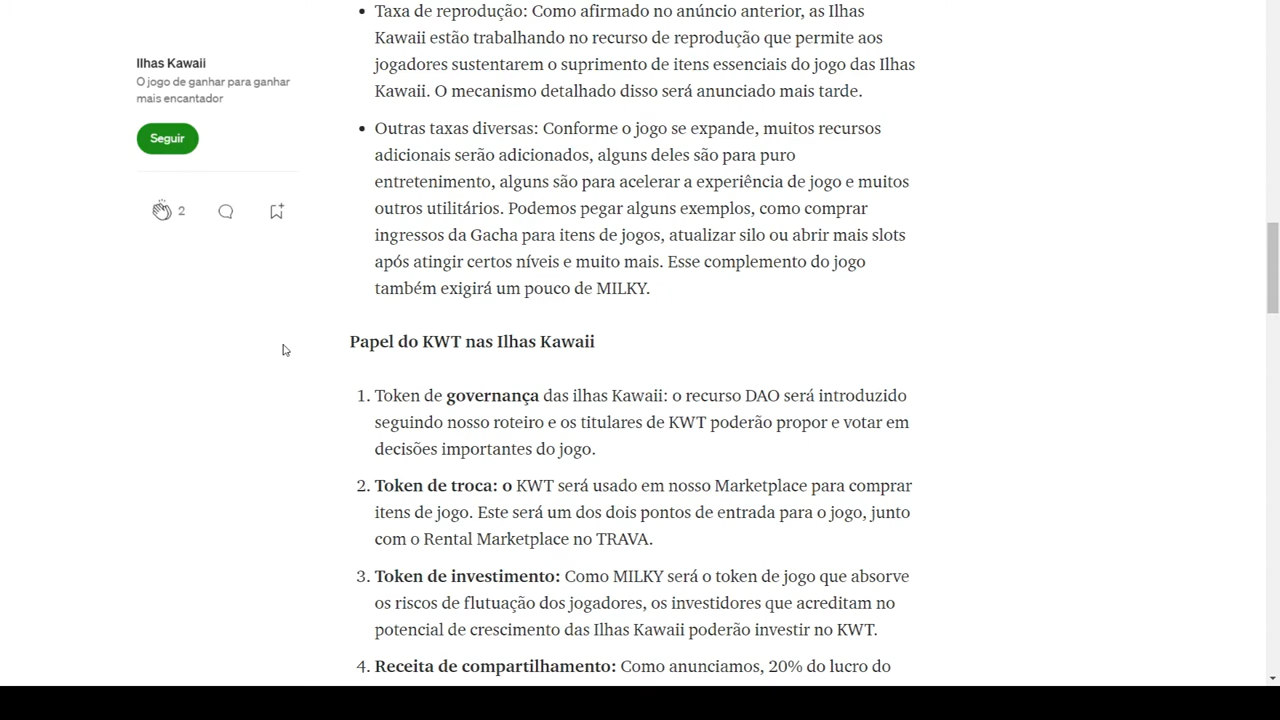 Taxa de reprodução: Como afirmado no anúncio anterior, as Ilhas
Kawaii estão trabalhando no recurso de reprodução que permite aos
jogadores sustentarem o suprimento de itens essenciais do jogo das Ilhas
Kawaii. O mecanismo detalhado disso será anunciado mais tarde.
Ilhas Kawaii
O jogo de ganhar para ganhar
mais encantador
Seguir
2
Outras taxas diversas: Conforme o jogo se expande, muitos recursos
adicionais serão adicionados, alguns deles são para puro
entretenimento, alguns são para acelerar a experiência de jogo e muitos
outros utilitários. Podemos pegar alguns exemplos, como comprar
ingressos da Gacha para itens de jogos, atualizar silo ou abrir mais slots
após atingir certos níveis e muito mais. Esse complemento do jogo
também exigirá um pouco de MILKY.
Papel do KWT nas Ilhas Kawaii
1. Token de governança das ilhas Kawaii: o recurso DAO será introduzido
seguindo nosso roteiro e os titulares de KWT poderão propor e votar em
decisões importantes do jogo.
2. Token de troca: o KWT será usado em nosso Marketplace para comprar
itens de jogo. Este será um dos dois pontos de entrada para o jogo, junto
com o Rental Marketplace no TRAVA.
3. Token de investimento: Como MILKY será o token de jogo que absorve
os riscos de flutuação dos jogadores, os investidores que acreditam no
potencial de crescimento das Ilhas Kawaii poderão investir no KWT.
4. Receita de compartilhamento: Como anunciamos, 20% do lucro do